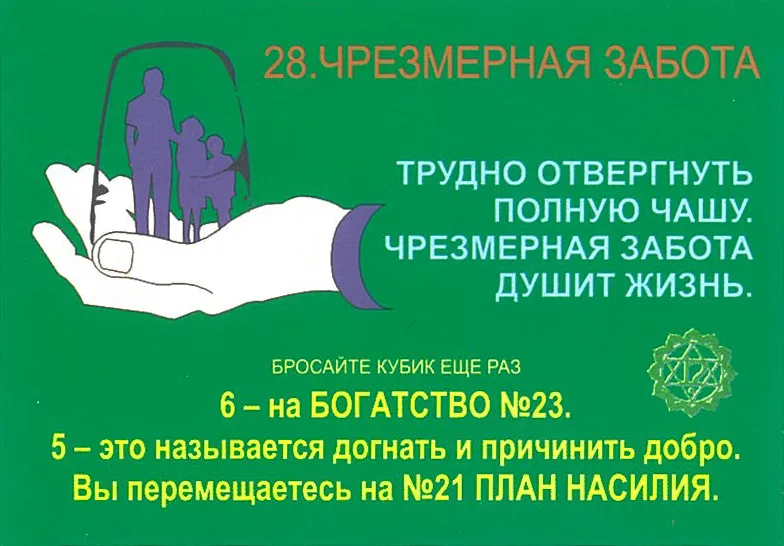 28.ЧРЕЗМЕРНАЯ ЗАБОТА
ТРУДНО ОТВЕРГНУТЬ
ПОЛНУЮ ЧАШУ.
ЧРЕЗМЕРНАЯ ЗАБОТА
ДУШИТ ЖИЗНЬ.
БРОСАЙТЕ КУБИК ЕЩЕ РАЗ
6 – на БОГАТСТВО №23.
5 – это называется догнать и причинить добро.
Вы перемещаетесь на №21 ПЛАН НАСИЛИЯ.